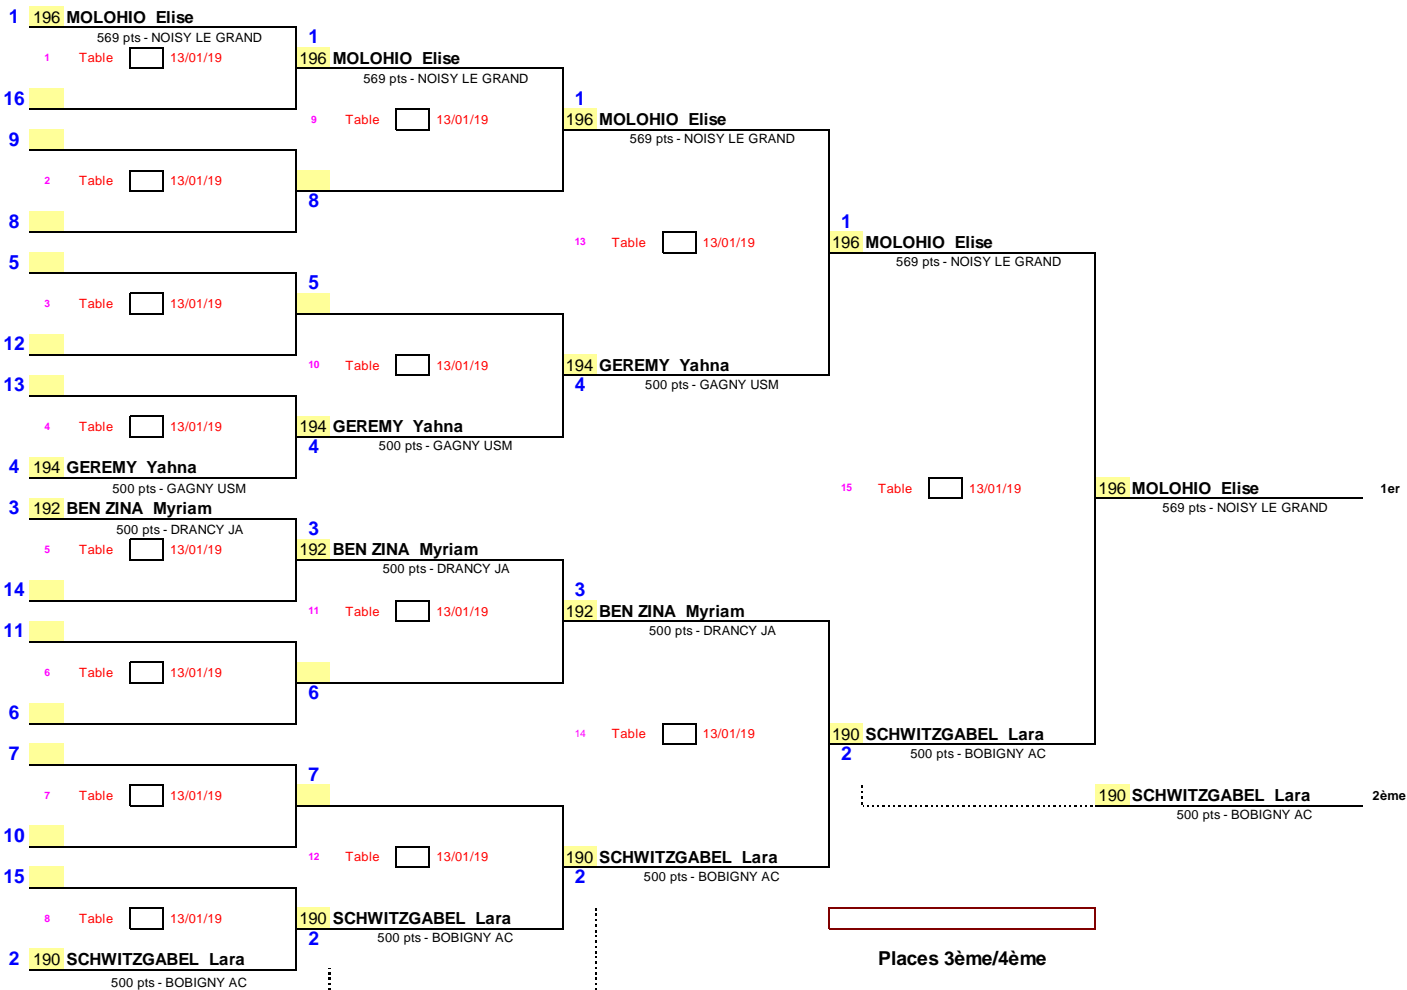 1 196 MOLOHIO Elise
569 pts - NOISY LE GRAND
1 Table 13/01/19
16
9
2 Table 13/01/19
8
5
3 Table 13/01/19
12
13
4 Table 13/01/19
4 194 GEREMY Yahna
500 pts - GAGNY USM
3 192 BEN ZINA Myriam
500 pts - DRANCY JA
5 Table 13/01/19
14
11
6 Table 13/01/19
6
7
7 Table 13/01/19
10
15
8 Table 13/01/19
2 190 SCHWITZGABEL Lara
500 pts - BOBIGNY AC
1
196 MOLOHIO Elise
569 pts - NOISY LE GRAND
9 Table 13/01/19
8
5
10 Table 13/01/19
194 GEREMY Yahna
4
500 pts - GAGNY USM
3
192 BEN ZINA Myriam
500 pts - DRANCY JA
11 Table 13/01/19
6
7
12 Table 13/01/19
190 SCHWITZGABEL Lara
2
500 pts - BOBIGNY AC
1
196 MOLOHIO Elise
569 pts - NOISY LE GRAND
13 Table 13/01/19
194 GEREMY Yahna
4
500 pts - GAGNY USM
3
192 BEN ZINA Myriam
500 pts - DRANCY JA
14 Table 13/01/19
190 SCHWITZGABEL Lara
2
500 pts - BOBIGNY AC
1
196 MOLOHIO Elise
569 pts - NOISY LE GRAND
15 Table 13/01/19
190 SCHWITZGABEL Lara
2
500 pts - BOBIGNY AC
196 MOLOHIO Elise 1er
569 pts - NOISY LE GRAND
190 SCHWITZGABEL Lara 2ème
500 pts - BOBIGNY AC
Places 3ème/4ème